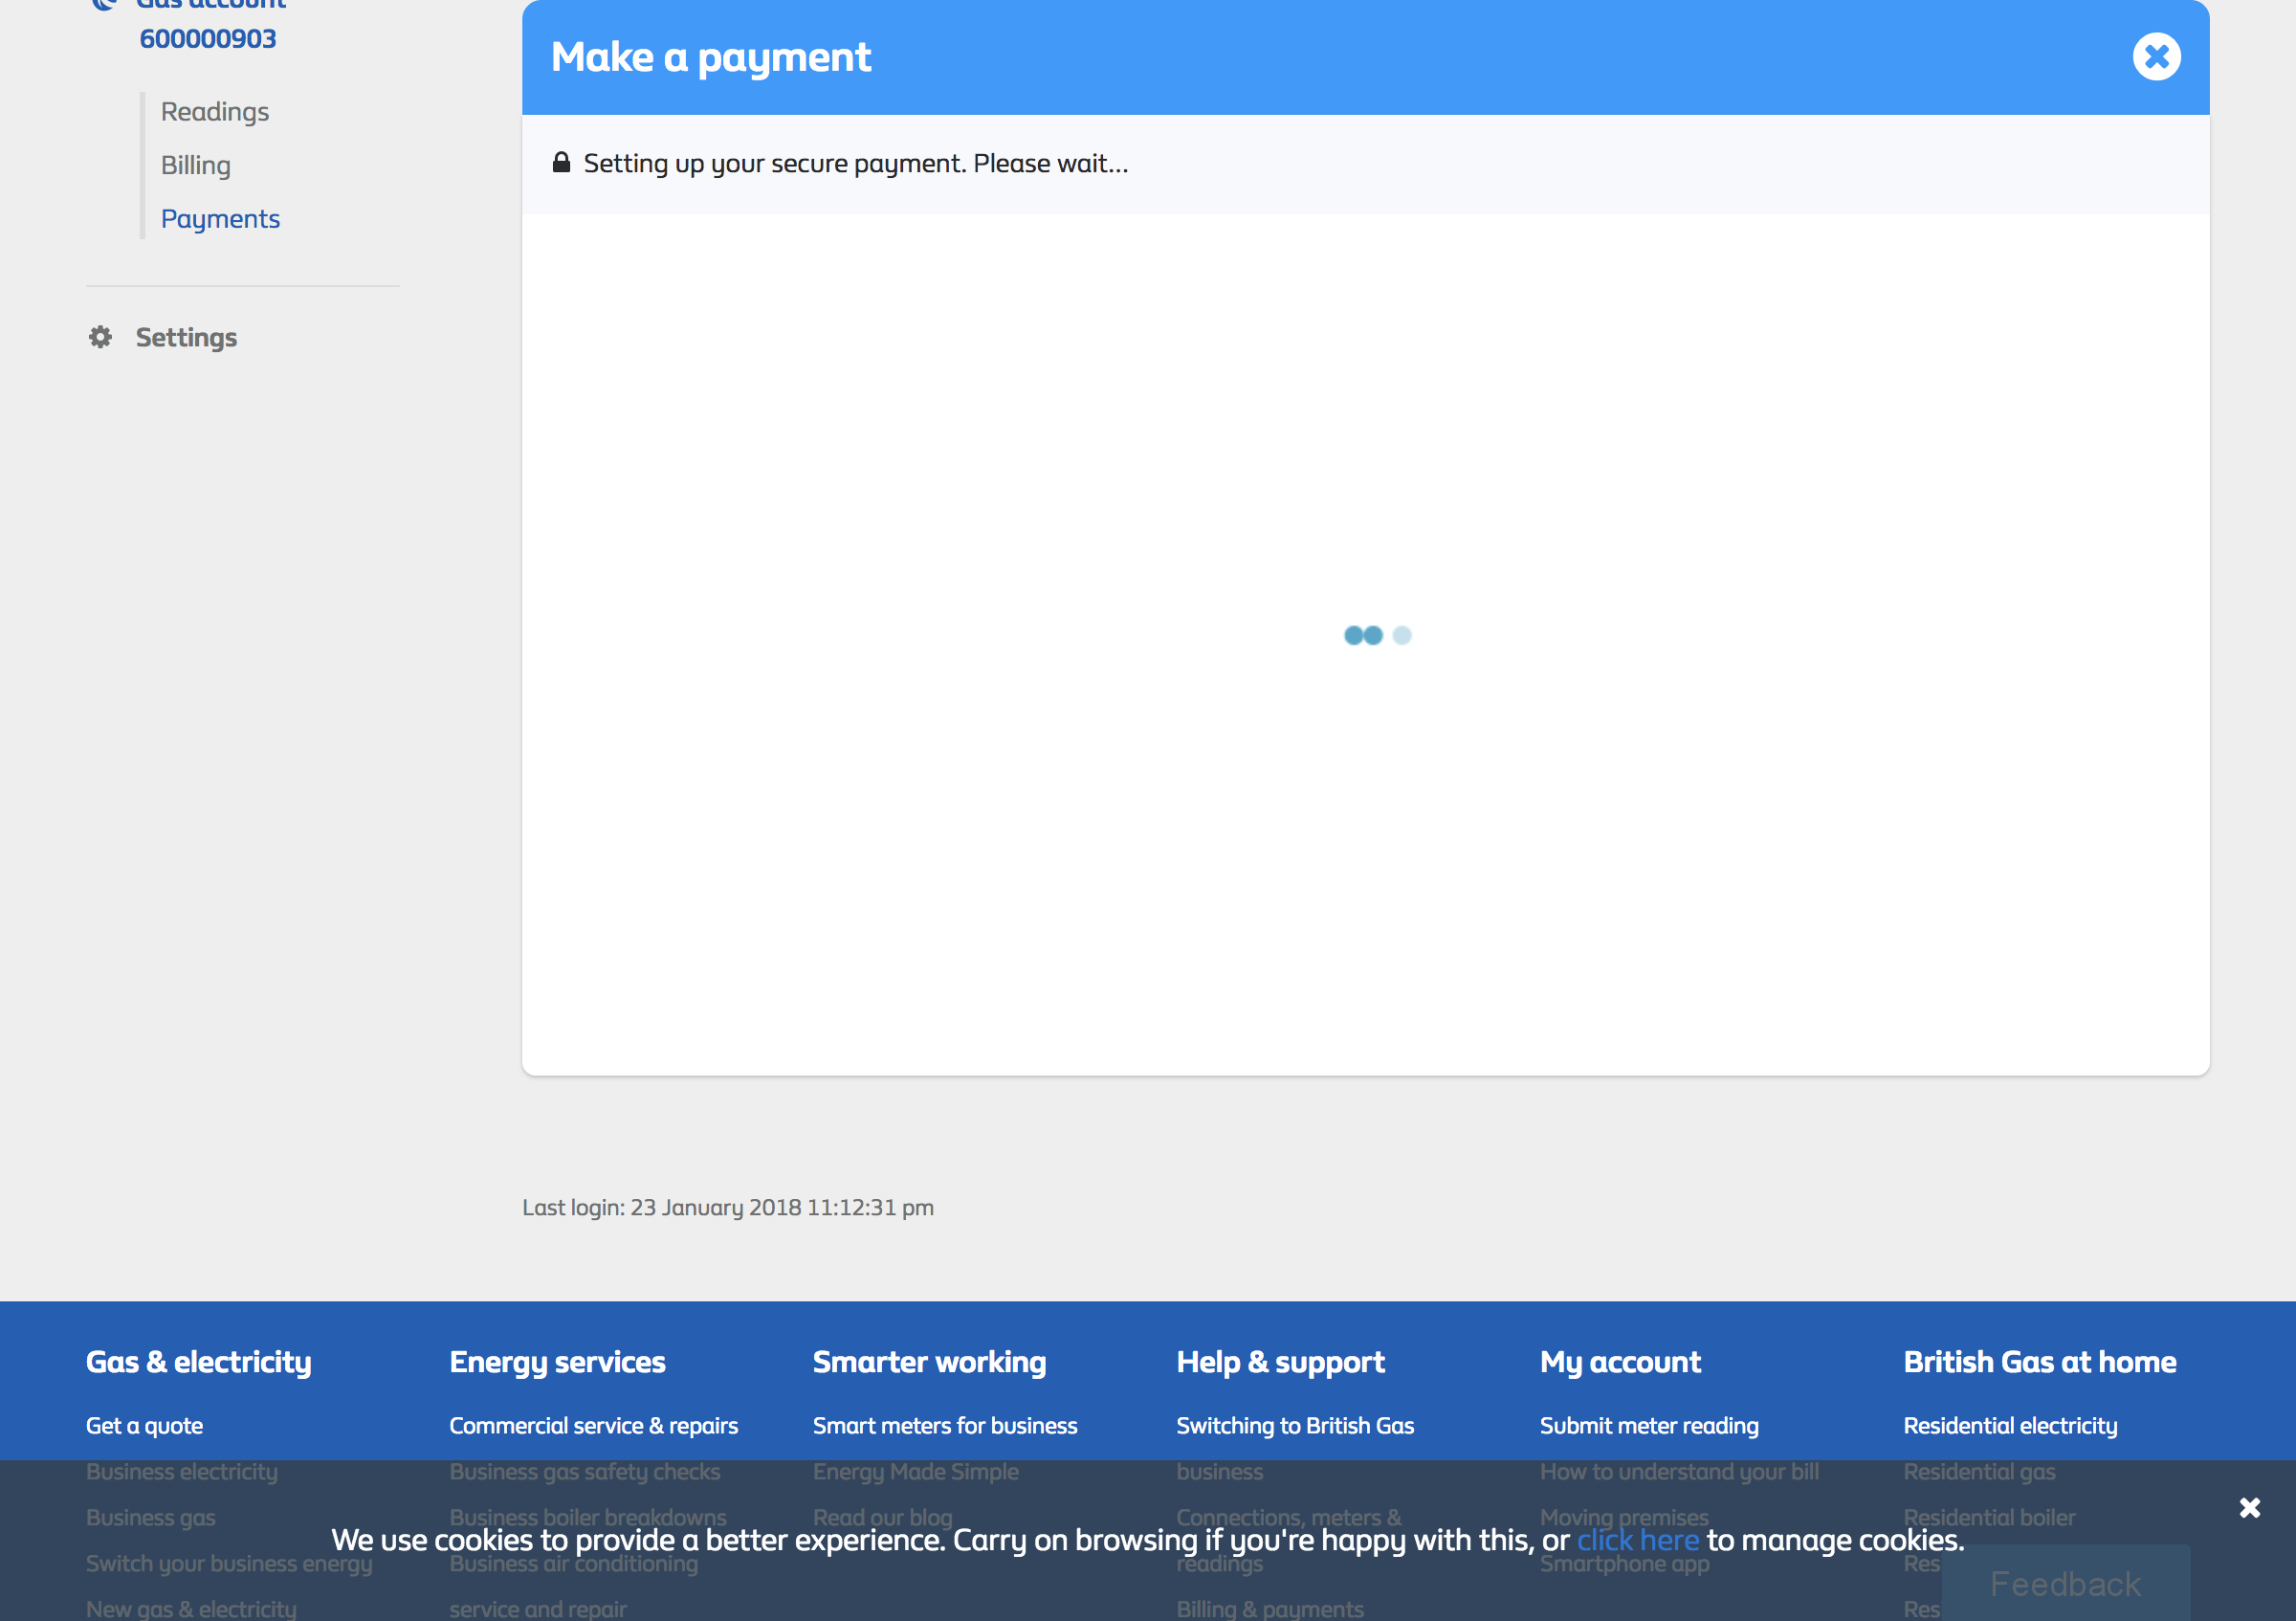 Gas account
600000903
Readings
Billing
Payments
Settings
Make a payment
Setting up your secure payment. Please wait...
Last login: 23 January 2018 11:12:31 pm
Gas & electricity
Get a quote
Business electricity
Business gas
Switch your business energy
New gas & electricity
Energy services
Commercial service & repairs
Business gas safety checks
Business boiler breakdowns
Business air conditioning
service and repair
Smarter working
Smart meters for business
Energy Made Simple
Read our blog
Help & support
Switching to British Gas
business
Connections, meters &
readings
Billing & payments
My account
Submit meter reading
How to understand your bill
Moving premises
Smartphone app
British Gas at home
Residential electricity
Residential gas
Residential boiler
Res
Res
We use cookies to provide a better experience. Carry on browsing if you're happy with this, or click here to manage cookies.
Feedback